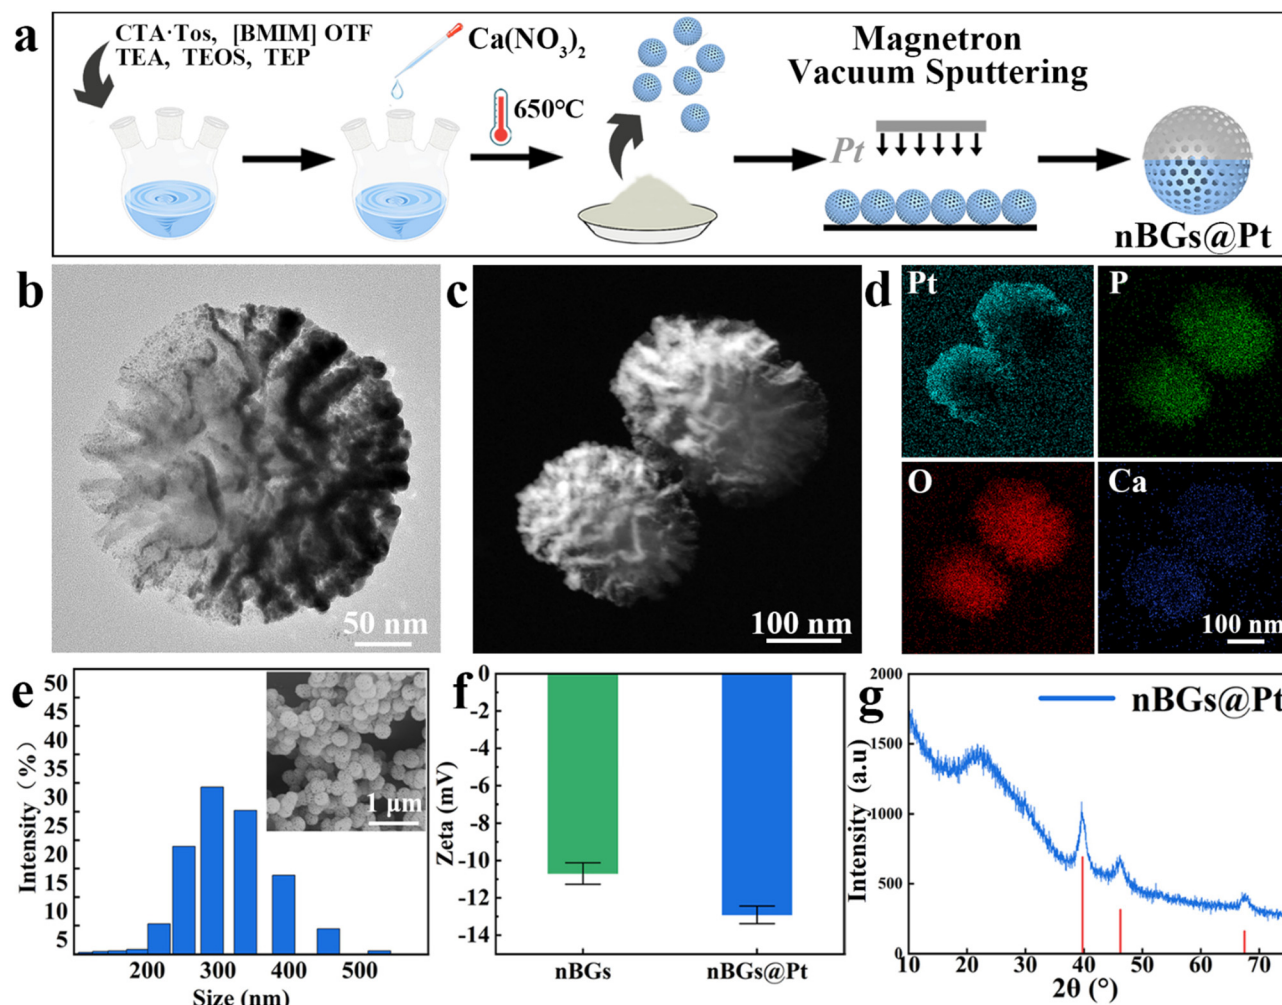 a
CTA·Tos, [BMIM] OTF
TEA, TEOS, TEP
Ca(NO3)2
650°C
Magnetron
Vacuum Sputtering
Pt
nBGs@Pt
b
50 nm
c
100 nm
d
Pt
P
O
Ca
100 nm
e
Intensity (%)
50
45
35
30
25
20
10
5
200
300
400
500
Size (nm)
1 μm
f
Zeta (mV)
0
-2
-4
-6
-8
-10
-12
-14
nBGs
nBGs@Pt
g
nBGs@Pt
Intensity (a.u)
2000
1500
1000
500
0
10
20
30
40
50
60
70
2θ (°)